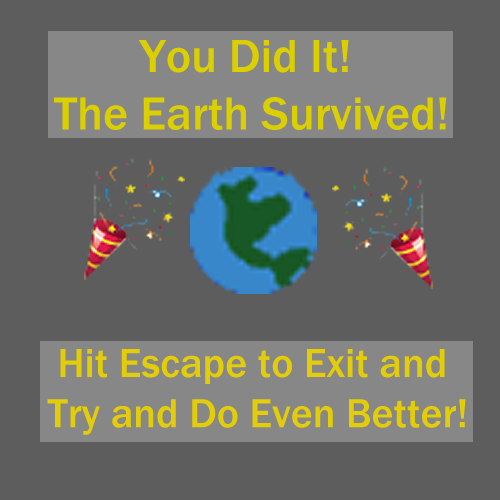 You Did It!
The Earth Survived!
Hit Escape to Exit and
Try and Do Even Better!